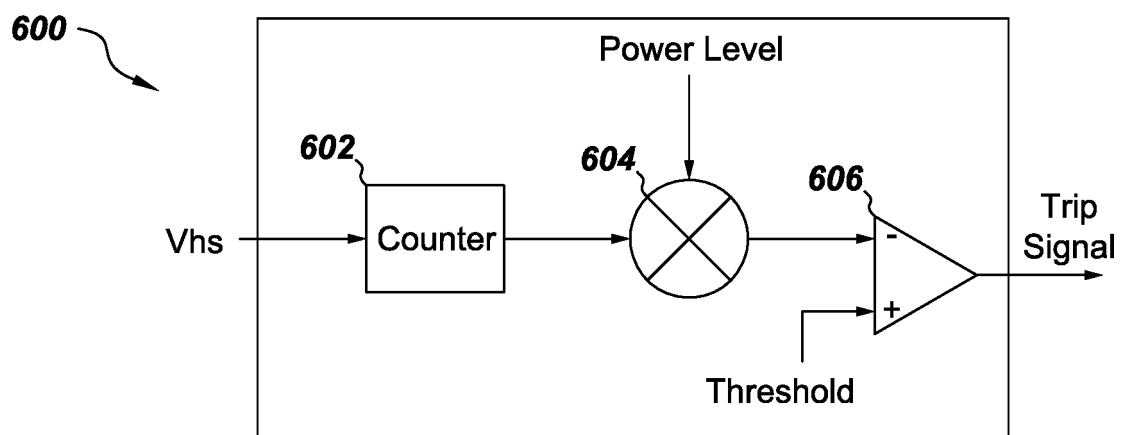 600
Power Level
602
604
606
Trip
Signal
Vhs
Counter
-
+
Threshold